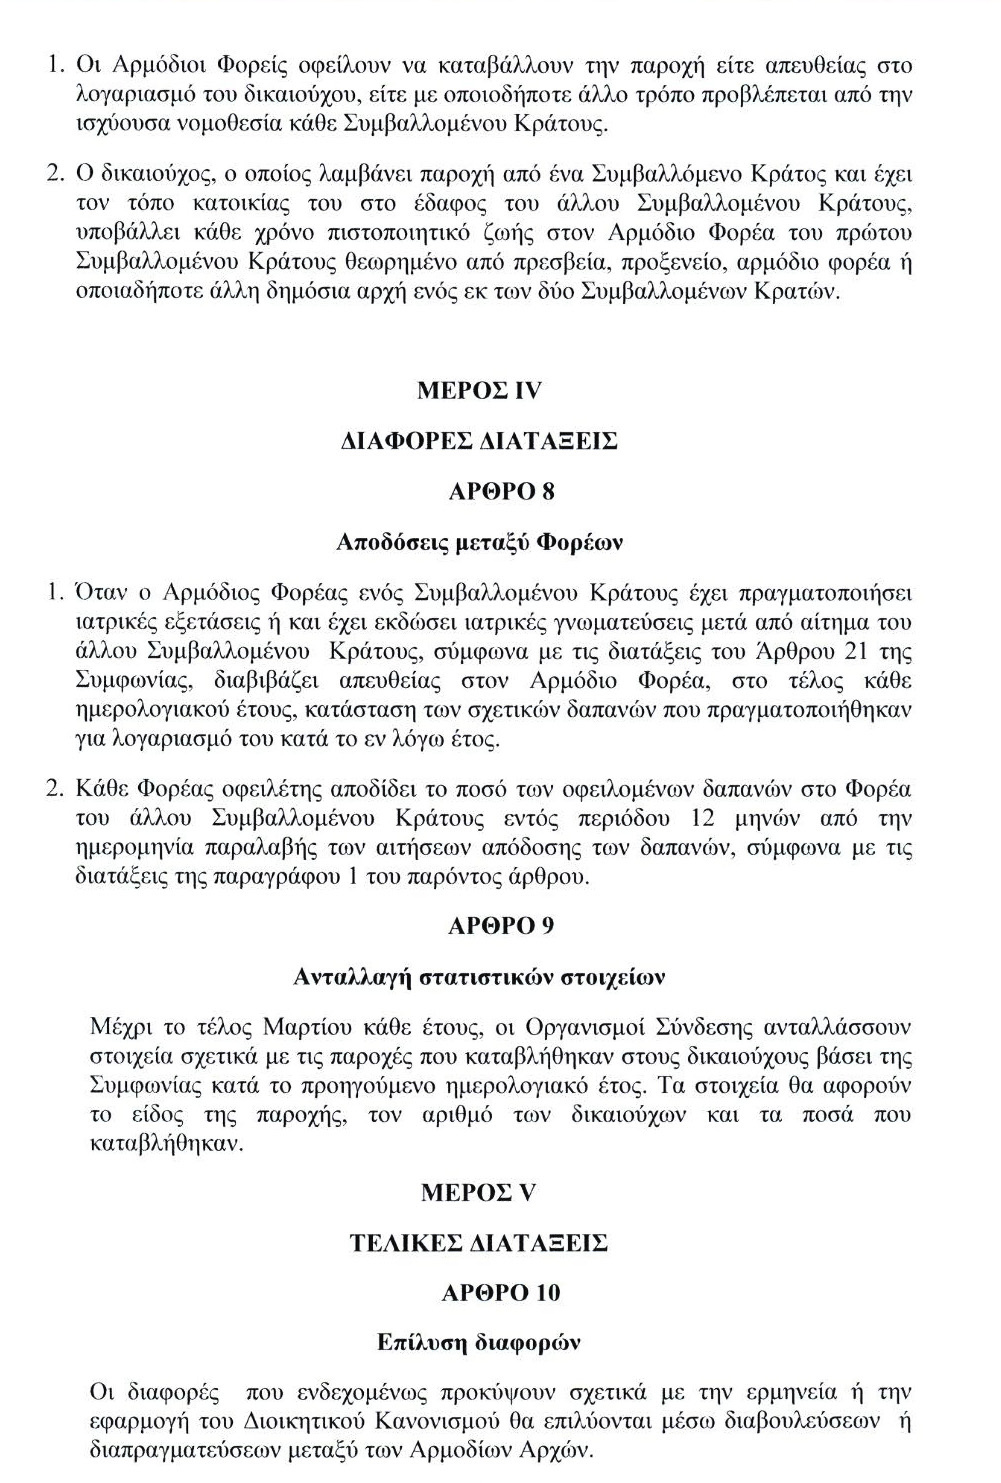 1. Οι Αρμόδιοι Φορείς οφείλουν να καταβάλλουν την παροχή είτε απευθείας στο
λογαριασμό του δικαιούχου, είτε με οποιοδήποτε άλλο τρόπο προβλέπεται από την
ισχύουσα νομοθεσία κάθε Συμβαλλομένου Κράτους.
2. Ο δικαιούχος, ο οποίος λαμβάνει παροχή από ένα Συμβαλλόμενο Κράτος και έχει
τον τόπο κατοικίας του στο έδαφος του άλλου Συμβαλλομένου Κράτους,
υποβάλλει κάθε χρόνο πιστοποιητικό ζωής στον Αρμόδιο Φορέα του πρώτου
Συμβαλλομένου Κράτους θεωρημένο από πρεσβεία, προξενείο, αρμόδιο φορέα ή
οποιαδήποτε άλλη δημόσια αρχή ενός εκ των δύο Συμβαλλομένων Κρατών.
ΜΕΡΟΣ IV
ΔΙΑΦΟΡΕΣ ΔΙΑΤΑΞΕΙΣ
ΑΡΘΡΟ 8
Αποδόσεις μεταξύ Φορέων
1. Όταν ο Αρμόδιος Φορέας ενός Συμβαλλομένου Κράτους έχει πραγματοποιήσει
ιατρικές εξετάσεις ή και έχει εκδώσει ιατρικές γνωματεύσεις μετά από αίτημα του
άλλου Συμβαλλομένου Κράτους, σύμφωνα με τις διατάξεις του Άρθρου 21 της
Συμφωνίας, διαβιβάζει απευθείας στον Αρμόδιο Φορέα, στο τέλος κάθε
ημερολογιακού έτους, κατάσταση των σχετικών δαπανών που πραγματοποιήθηκαν
για λογαριασμό του κατά το εν λόγω έτος.
2. Κάθε Φορέας οφειλέτης αποδίδει το ποσό των οφειλομένων δαπανών στο Φορέα
του άλλου Συμβαλλομένου Κράτους εντός περιόδου 12 μηνών από την
ημερομηνία παραλαβής των αιτήσεων απόδοσης των δαπανών, σύμφωνα με τις
διατάξεις της παραγράφου 1 του παρόντος άρθρου.
ΑΡΘΡΟ 9
Ανταλλαγή στατιστικών στοιχείων
Μέχρι το τέλος Μαρτίου κάθε έτους, οι Οργανισμοί Σύνδεσης ανταλλάσσουν
στοιχεία σχετικά με τις παροχές που καταβλήθηκαν στους δικαιούχους βάσει της
Συμφωνίας κατά το προηγούμενο ημερολογιακό έτος. Τα στοιχεία θα αφορούν
το είδος της παροχής, τον αριθμό των δικαιούχων και τα ποσά που
καταβλήθηκαν.
ΜΕΡΟΣ V
ΤΕΛΙΚΕΣ ΔΙΑΤΑΞΕΙΣ
ΑΡΘΡΟ 10
Επίλυση διαφορών
Οι διαφορές που ενδεχομένως προκύψουν σχετικά με την ερμηνεία ή την
εφαρμογή του Διοικητικού Κανονισμού θα επιλύονται μέσω διαβουλεύσεων ή
διαπραγματεύσεων μεταξύ των Αρμοδίων Αρχών.